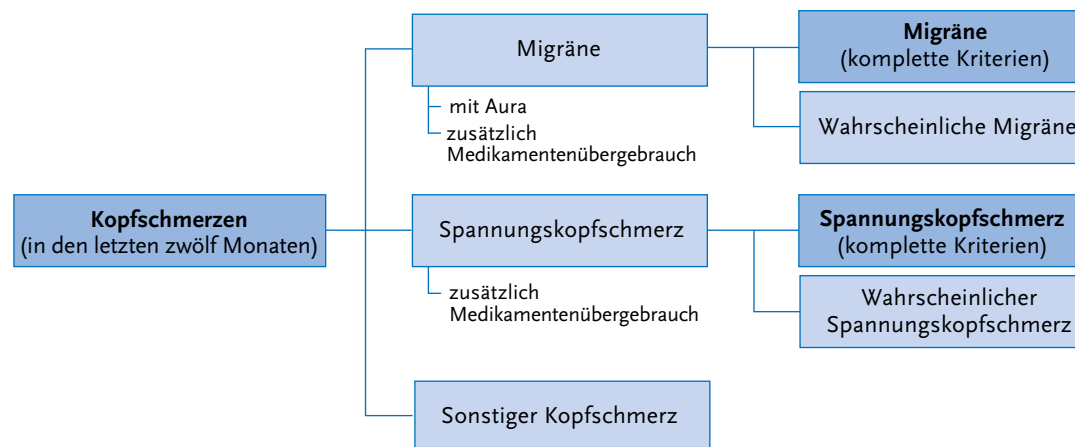 Kopfschmerzen
(in den letzten zwölf Monaten)
Migräne
mit Aura
zusätzlich
Medikamentenübergebrauch
Migräne
(komplette Kriterien)
Wahrscheinliche Migräne
Spannungskopfschmerz
zusätzlich
Medikamentenübergebrauch
Spannungskopfschmerz
(komplette Kriterien)
Wahrscheinlicher
Spannungskopfschmerz
Sonstiger Kopfschmerz